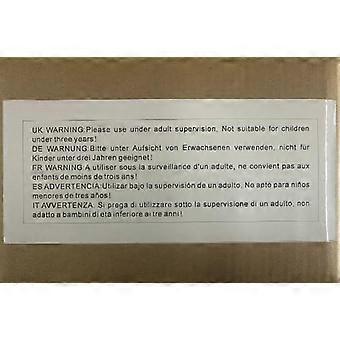 UK WARNING:Please use under adult supervision. Not suitable for children
under three years!
DE WARNUNG:Bitte unter Aufsicht von Erwachsenen verwenden, nicht für
Kinder unter drei Jahren geeignet!
FR WARNING:A utiliser sous la surveillance d'un adulte, ne convient pas aux
enfants de moins de trois ans!
ES ADVERTENCIA:Utilizar bajo la supervisión de un adulto. No apto para niños
menores de tres años!
IT AVVERTENZA. Si prega di utilizzare sotto la supervisione di un adulto, non
adatto a bambini di età inferiore ai tre anni!